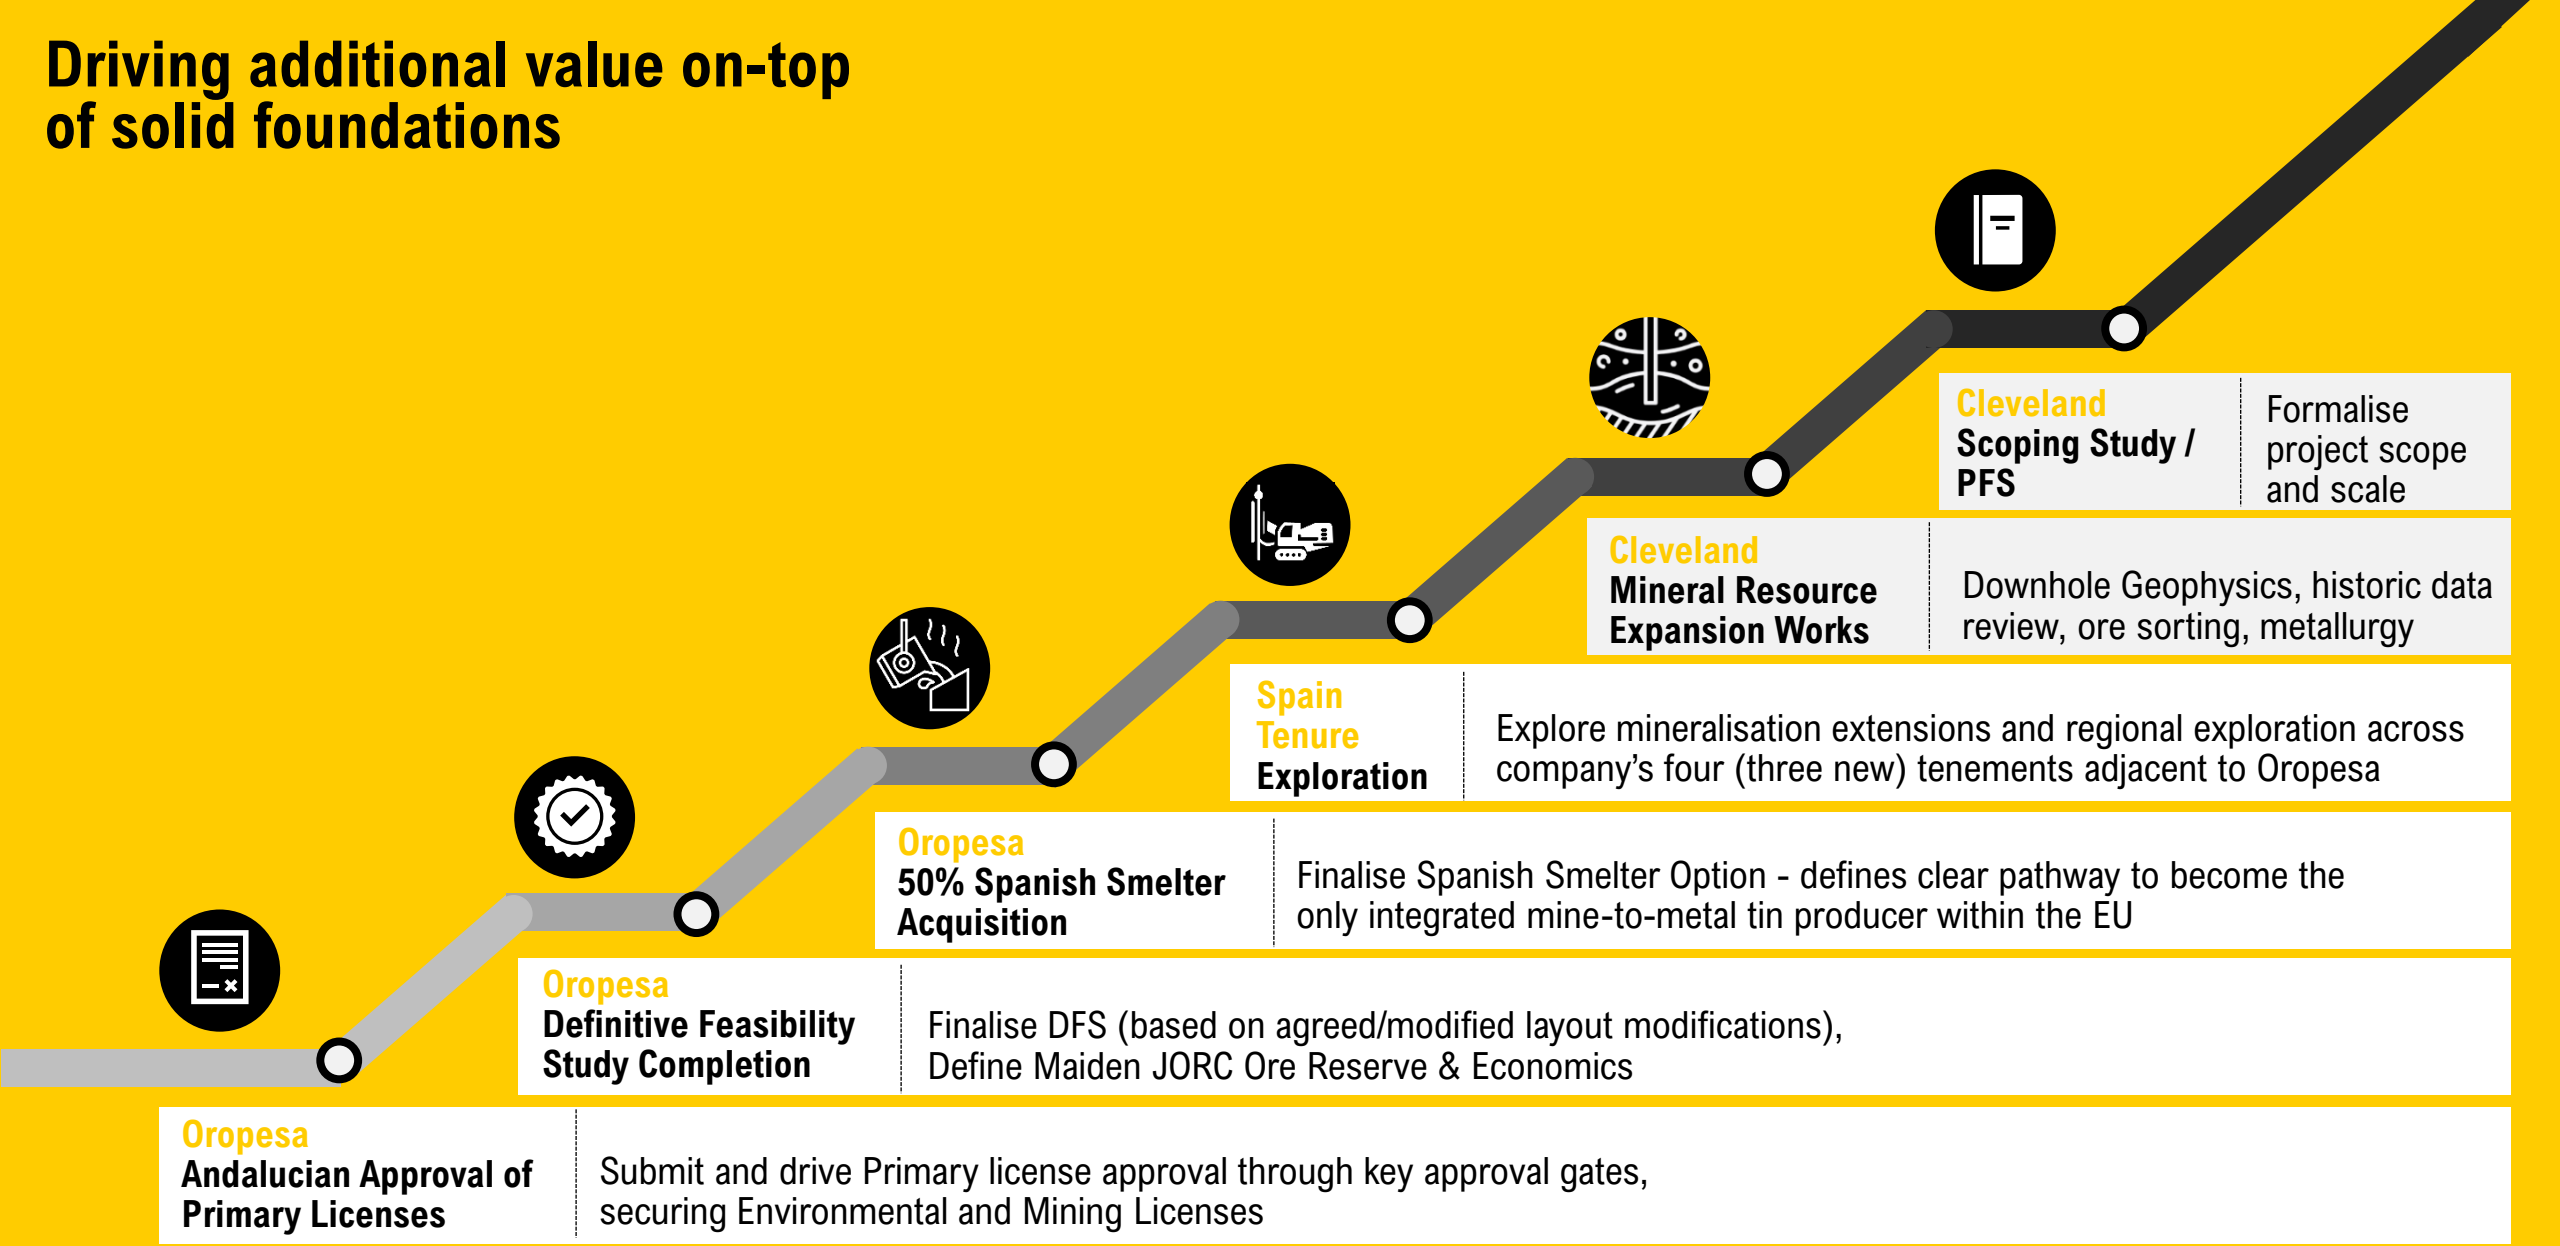 Driving additional value on-top
of solid foundations
Cleveland
Scoping Study /
PFS
Formalise
project scope
and scale
Cleveland
Mineral Resource
Expansion Works
Downhole Geophysics, historic data
review, ore sorting, metallurgy
Spain
Tenure
Exploration
Explore mineralisation extensions and regional exploration across
company’s four (three new) tenements adjacent to Oropesa
Oropesa
50% Spanish Smelter
Acquisition
Finalise Spanish Smelter Option - defines clear pathway to become the
only integrated mine-to-metal tin producer within the EU
Oropesa
Definitive Feasibility
Study Completion
Finalise DFS (based on agreed/modified layout modifications),
Define Maiden JORC Ore Reserve & Economics
Oropesa
Andalucian Approval of
Primary Licenses
Submit and drive Primary license approval through key approval gates,
securing Environmental and Mining Licenses